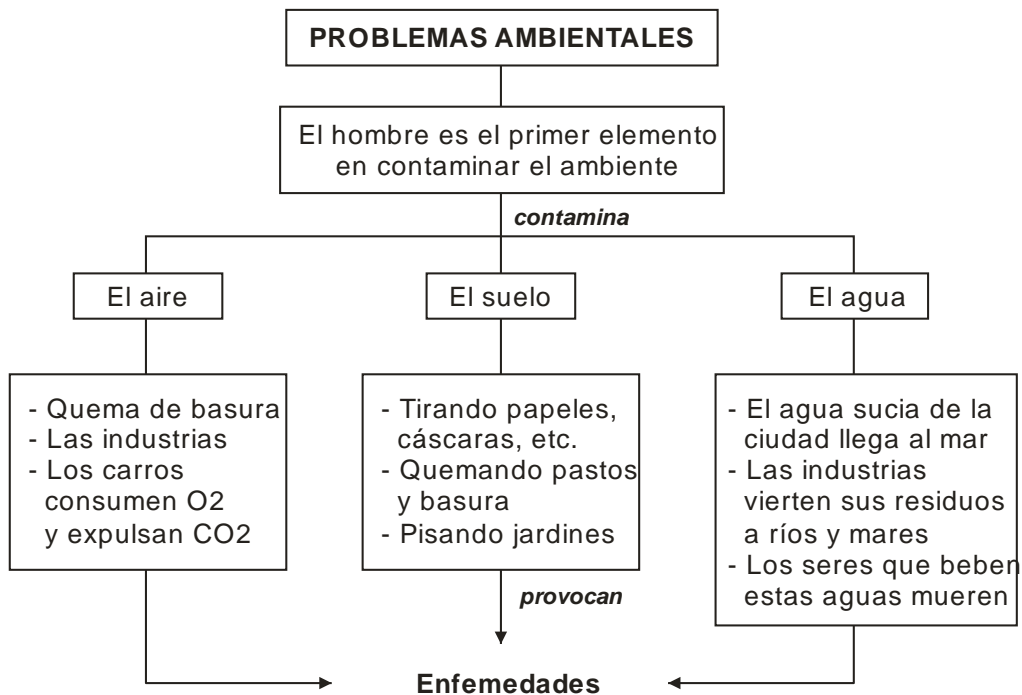 PROBLEMAS AMBIENTALES
El hombre es el primer elemento
en contaminar el ambiente
contamina
El aire
El suelo
El agua
- Quema de basura
- Las industrias
- Los carros
consumen O2
y expulsan CO2
- Tirando papeles,
cáscaras, etc.
- Quemando pastos
y basura
- Pisando jardines
- El agua sucia de la
ciudad llega al mar
- Las industrias
vierten sus residuos
a ríos y mares
- Los seres que beben
estas aguas mueren
provocan
Enfemedades